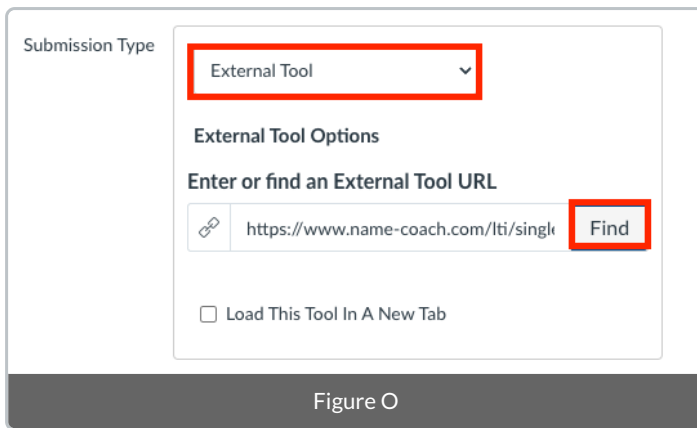 Submission Type
External Tool
External Tool Options
Enter or find an External Tool URL
https://www.name-coach.com/lti/single Find
Load This Tool In A New Tab
Figure O